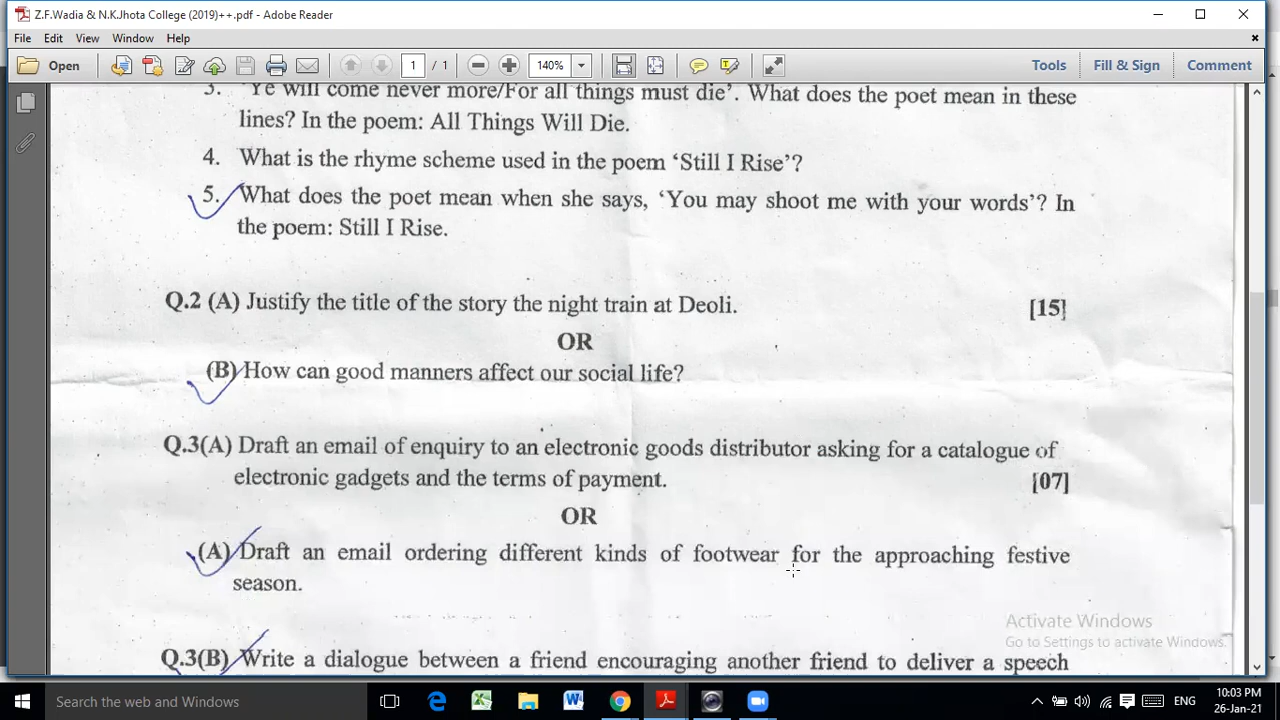 Z.F.Wadia & N.K.Jhota College (2019)++.pdf - Adobe Reader
File Edit View Window Help
Open 1 / 1 140% Tools Fill & Sign Comment
3. ‘Ye will come never more/For all things must die’. What does the poet mean in these
lines? In the poem: All Things Will Die.
4. What is the rhyme scheme used in the poem ‘Still I Rise’?
5. What does the poet mean when she says, ‘You may shoot me with your words’? In
the poem: Still I Rise.
Q.2 (A) Justify the title of the story the night train at Deoli. [15]
OR
(B) How can good manners affect our social life?
Q.3(A) Draft an email of enquiry to an electronic goods distributor asking for a catalogue of
electronic gadgets and the terms of payment. [07]
OR
(A) Draft an email ordering different kinds of footwear for the approaching festive
season.
Activate Windows
Go to Settings to activate Windows.
Q.3(B) Write a dialogue between a friend encouraging another friend to deliver a speech
Search the web and Windows
ENG
10:03 PM
26-Jan-21